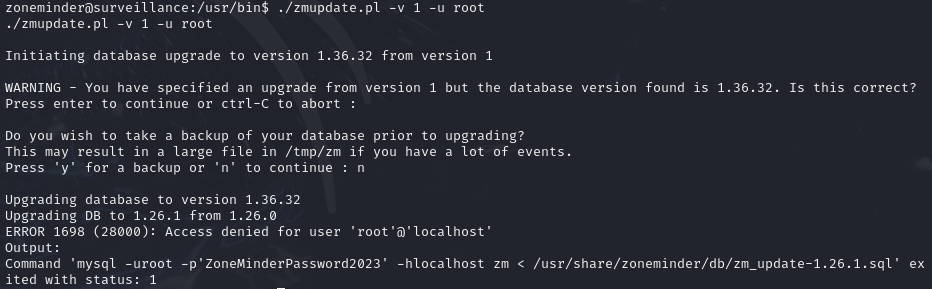 zoneminder@surveillance:/usr/bin$ ./zmupdate.pl -v 1 -u root
./zmupdate.pl -v 1 -u root
Initiating database upgrade to version 1.36.32 from version 1
WARNING - You have specified an upgrade from version 1 but the database version found is 1.36.32. Is this correct?
Press enter to continue or ctrl-C to abort :
Do you wish to take a backup of your database prior to upgrading?
This may result in a large file in /tmp/zm if you have a lot of events.
Press 'y' for a backup or 'n' to continue : n
Upgrading database to version 1.36.32
Upgrading DB to 1.26.1 from 1.26.0
ERROR 1698 (28000): Access denied for user 'root'@'localhost'
Output:
Command 'mysql -uroot -p'ZoneMinderPassword2023' -hlocalhost zm < /usr/share/zoneminder/db/zm_update-1.26.1.sql' ex
ited with status: 1